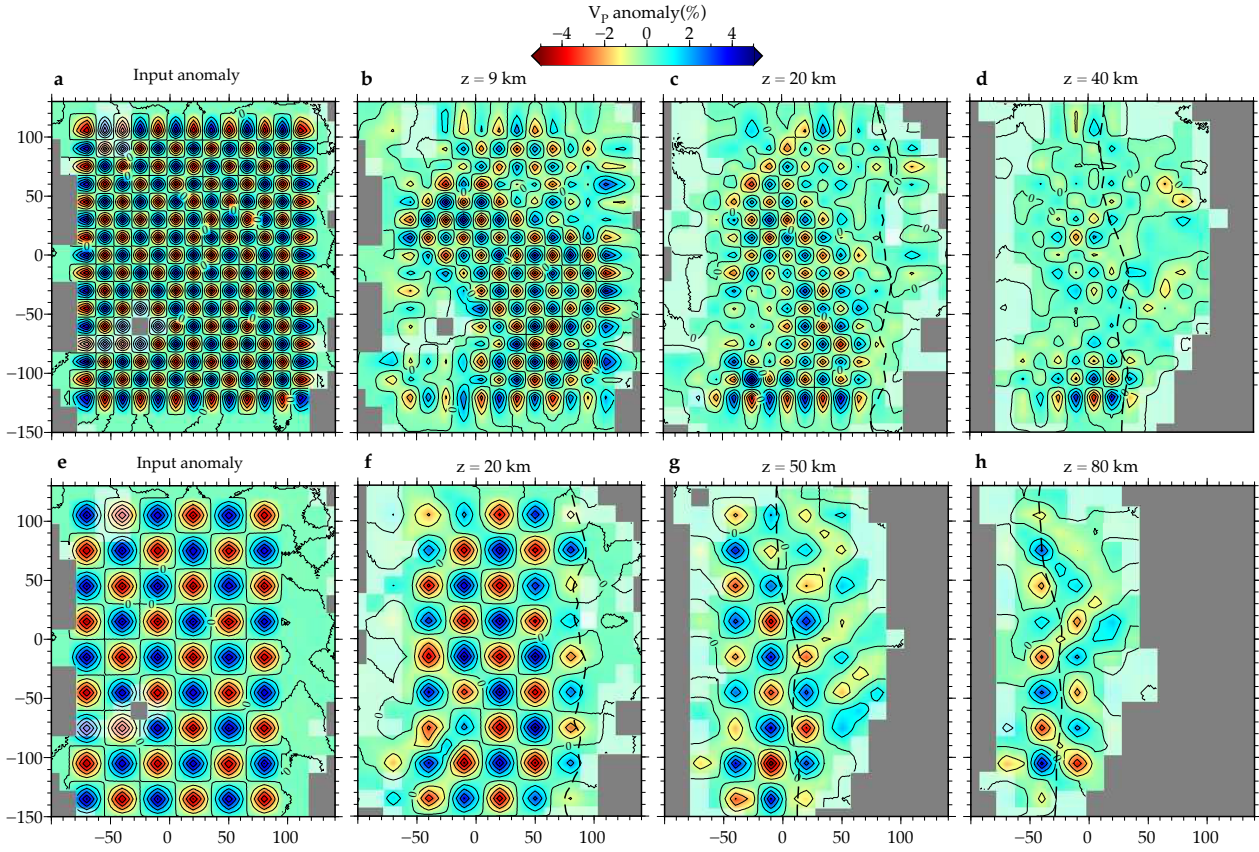 V_P anomaly(%)
−4 −2 0 2 4
a Input anomaly
b z = 9 km
c z = 20 km
d z = 40 km
100
50
0
−50
−100
−150
e Input anomaly
f z = 20 km
g z = 50 km
h z = 80 km
100
50
0
−50
−100
−150
−50 0 50 100
−50 0 50 100
−50 0 50 100
−50 0 50 100